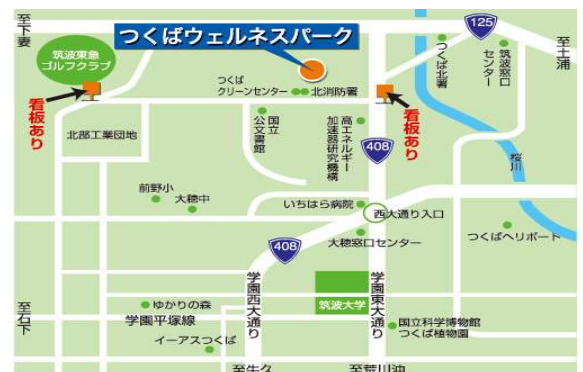 至下妻
筑波東急
ゴルフクラブ
つくばウェルネスパーク
125
つくば北署
筑波窓口
センター
至土浦
看板あり
つくば
クリーンセンター
北消防署
看板あり
北部工業団地
国立
公文書館
高エネルギー
加速器研究機構
408
桜川
前野小
大穂中
いちはら病院
西大通り入口
408
大穂窓口センター
つくばヘリポート
至石下
ゆかりの森
学園平塚線
イーアスつくば
学園西大通り
筑波大学
学園東大通り
国立科学博物館
つくば植物園
至牛久
至荒川沖